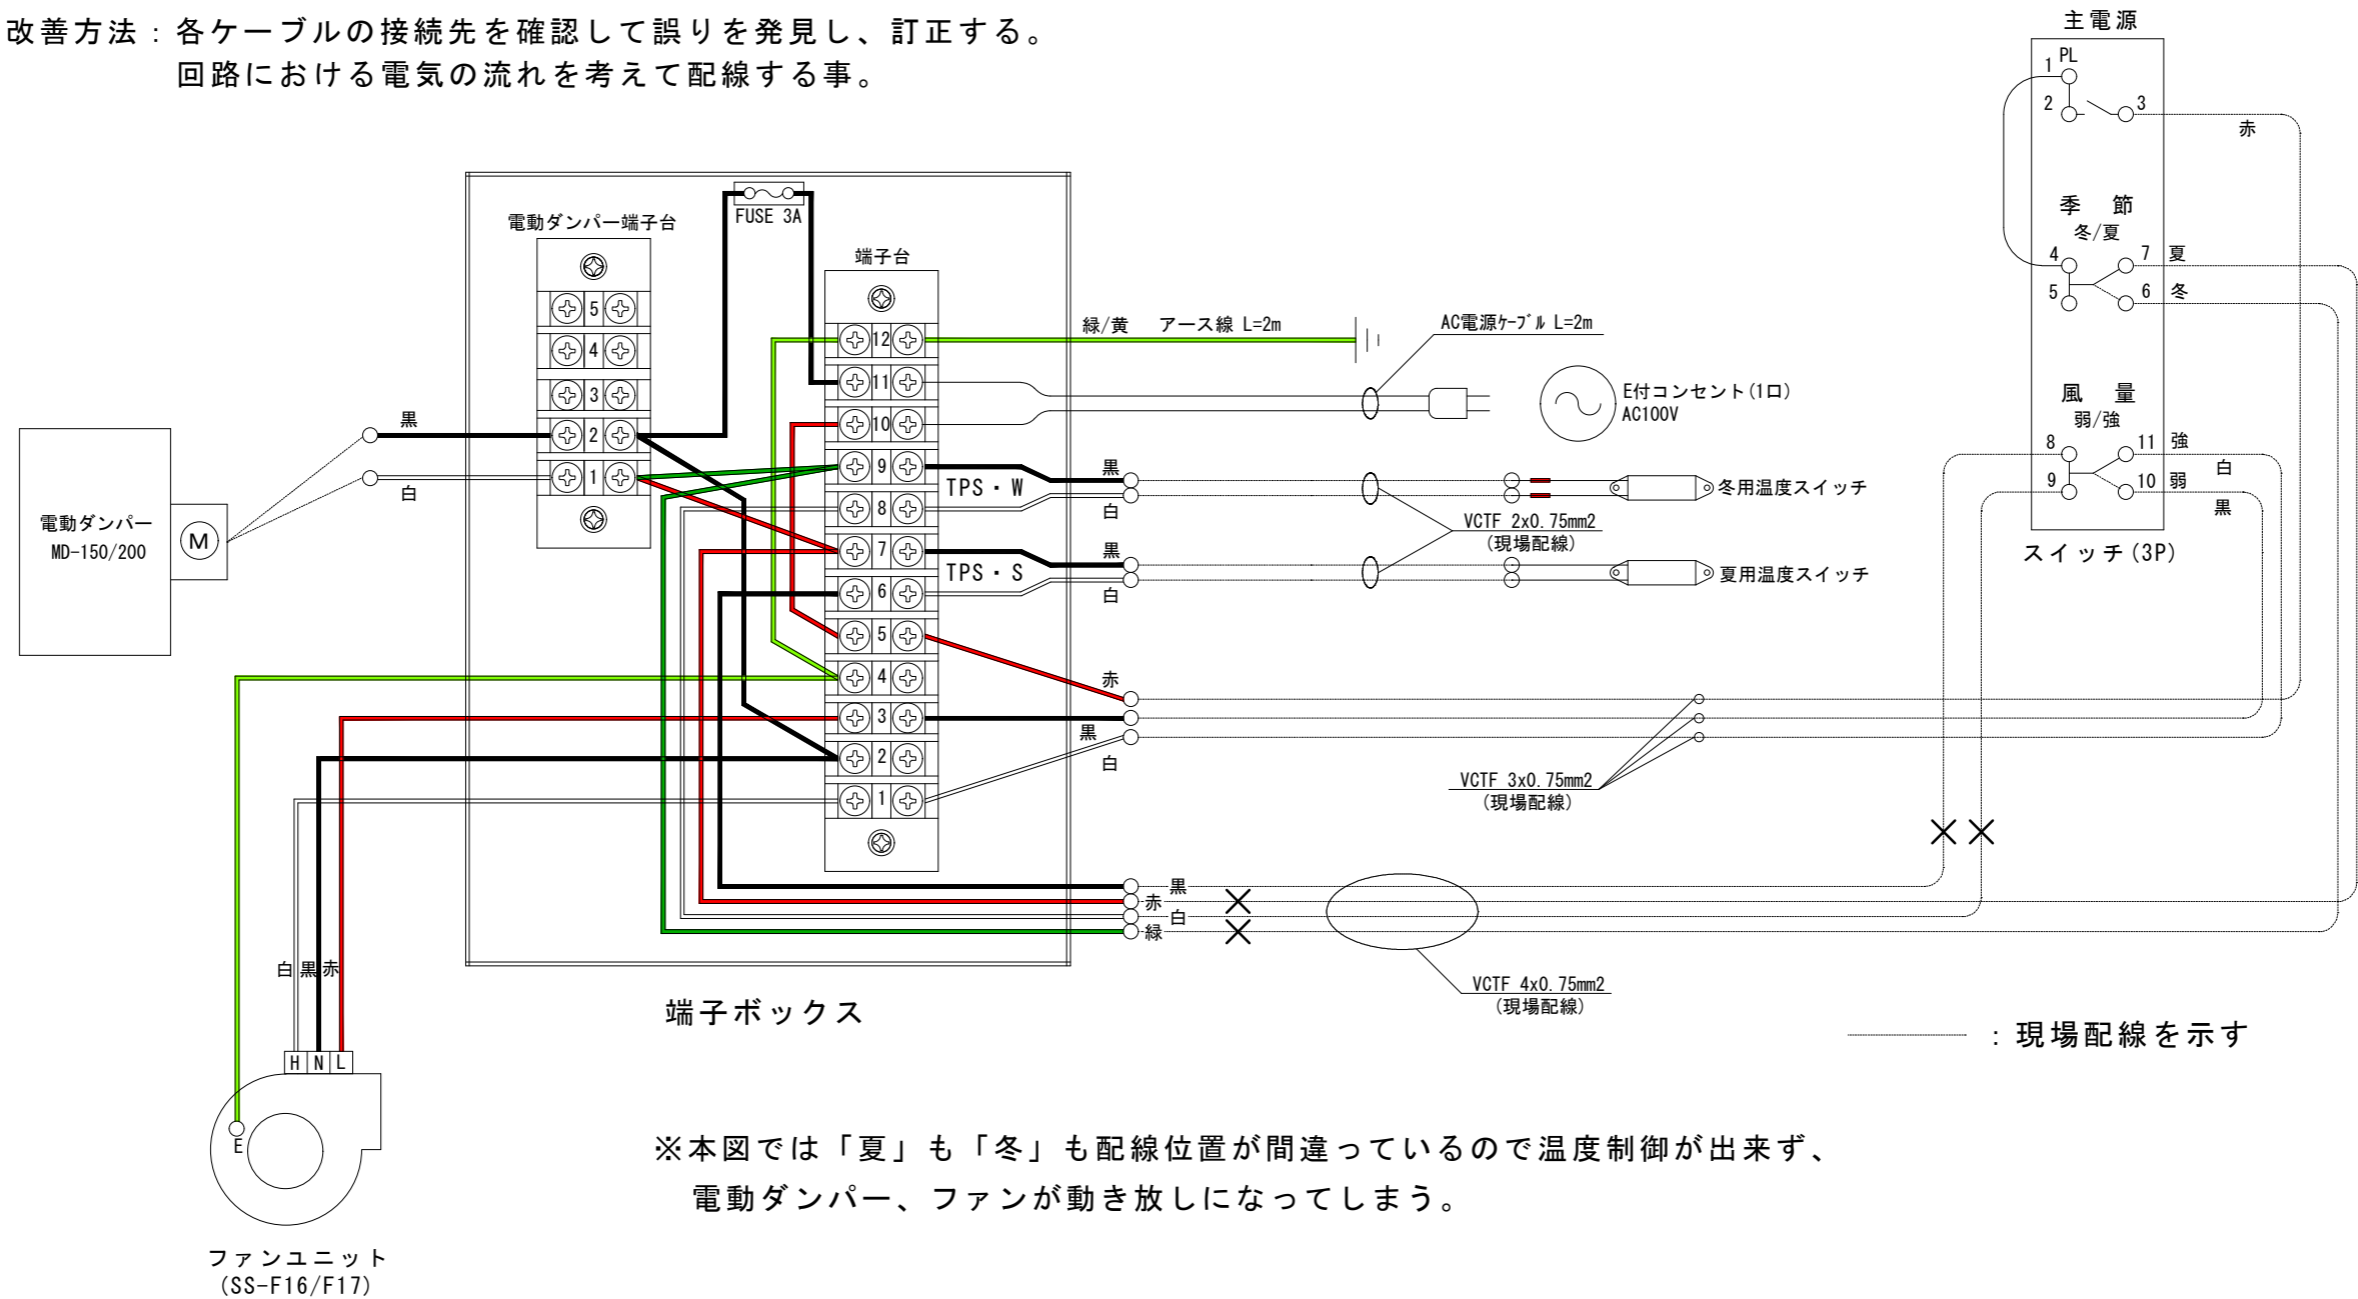 改善方法：各ケーブルの接続先を確認して誤りを発見し、訂正する。
回路における電気の流れを考えて配線する事。
主電源
PL
1
2
3
赤
季 節
冬/夏
4
7
夏
5
6
冬
風 量
弱/強
8
11
強
白
9
10
弱
黒
スイッチ(3P)
FUSE 3A
電動ダンパー端子台
5
4
3
2
1
端子台
12
11
10
9
8
7
6
5
4
3
2
1
緑/黄 アース線 L=2m
AC電源ｹｰﾌﾞﾙ L=2m
E付コンセント(1口)
AC100V
黒
白
電動ダンパー
MD-150/200
M
TPS・W
黒
白
冬用温度スイッチ
VCTF 2x0.75mm2
(現場配線)
TPS・S
黒
白
夏用温度スイッチ
赤
黒
白
VCTF 3x0.75mm2
(現場配線)
黒
赤
白
緑
VCTF 4x0.75mm2
(現場配線)
白
黒
赤
端子ボックス
：現場配線を示す
H
N
L
E
※本図では「夏」も「冬」も配線位置が間違っているので温度制御が出来ず、
電動ダンパー、ファンが動き放しになってしまう。
ファンユニット
(SS-F16/F17)